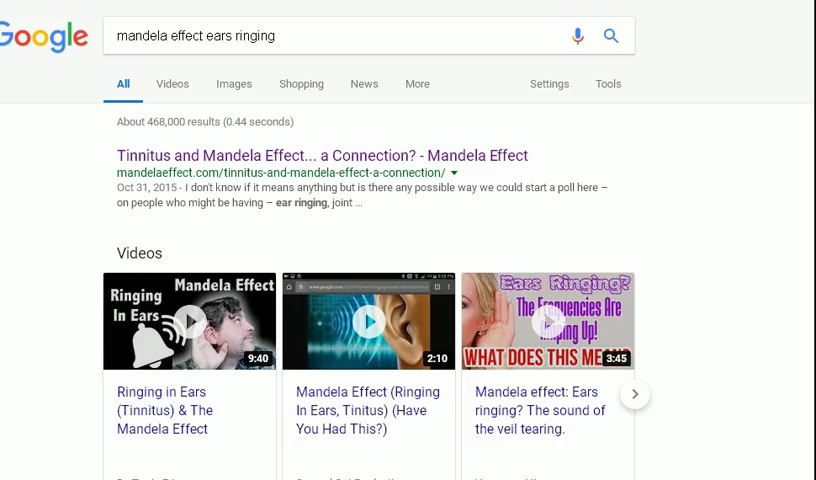 Google
mandela effect ears ringing
All Videos Images Shopping News More Settings Tools
About 468,000 results (0.44 seconds)
Tinnitus and Mandela Effect... a Connection? - Mandela Effect
mandelaeffect.com/tinnitus-and-mandela-effect-a-connection/
Oct 31, 2015 - I don't know if it means anything but is there any possible way we could start a poll here –
on people who might be having – ear ringing, joint ...
Videos
Mandela Effect
Ringing
In Ears
9:40
2:10
Ears Ringing?
The Frequencies Are
WHAT DOES THIS
3:45
Ringing in Ears
(Tinnitus) & The
Mandela Effect
Mandela Effect (Ringing
In Ears, Tinitus) (Have
You Had This?)
Mandela effect: Ears
ringing? The sound of
the veil tearing.